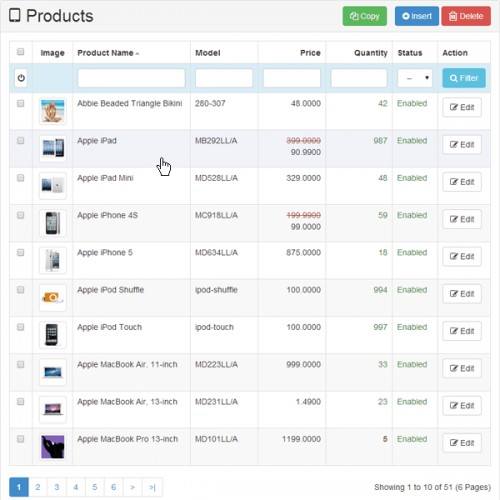 Products
Copy
Insert
Delete
Image Product Name Model Price Quantity Status Action
-- Filter
Abbie Beaded Triangle Bikini 280-307 48.0000 42 Enabled Edit
Apple iPad MB292LL/A 399.0000 987 Enabled Edit
90.9900
Apple iPad Mini MD528LL/A 329.0000 48 Enabled Edit
Apple iPhone 4S MC918LL/A 199.9900 59 Enabled Edit
99.0000
Apple iPhone 5 MD634LL/A 875.0000 18 Enabled Edit
Apple iPod Shuffle ipod-shuffle 100.0000 994 Enabled Edit
Apple iPod Touch ipod-touch 100.0000 997 Enabled Edit
Apple MacBook Air, 11-inch MD223LL/A 999.0000 33 Enabled Edit
Apple MacBook Air, 13-inch MD231LL/A 1.4900 23 Enabled Edit
Apple MacBook Pro 13-inch MD101LL/A 1199.0000 5 Enabled Edit
1 2 3 4 5 6 > >|
Showing 1 to 10 of 51 (6 Pages)